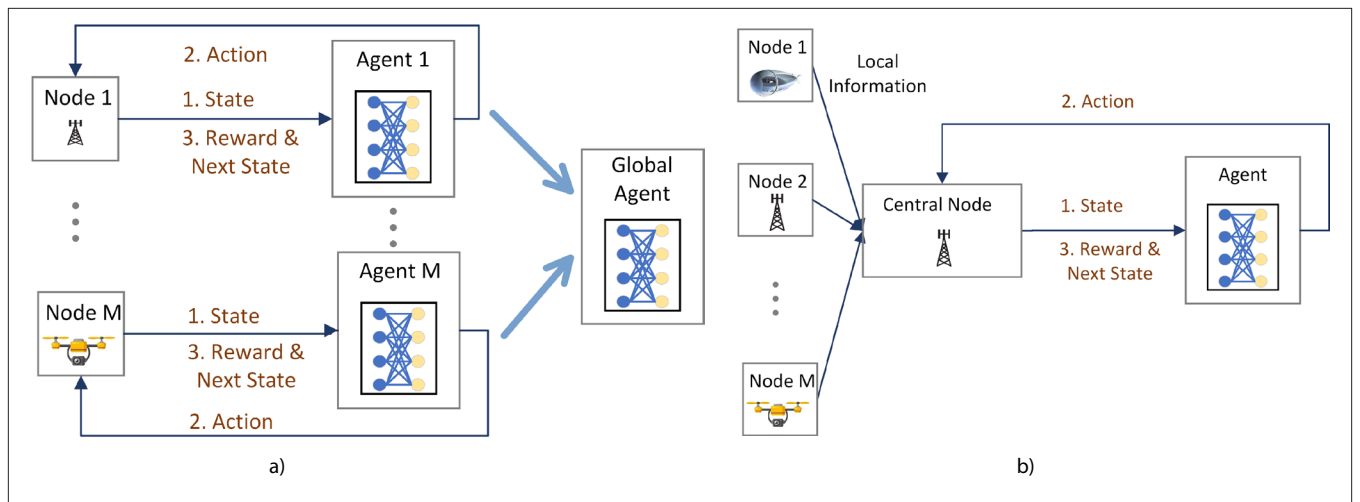 2. Action
Agent 1
Node 1
1. State
3. Reward &
Next State
Global
Agent
Agent M
Node M
1. State
3. Reward &
Next State
2. Action
a)
Node 1
Local
Information
2. Action
Node 2
Agent
Central Node
1. State
3. Reward &
Next State
Node M
b)